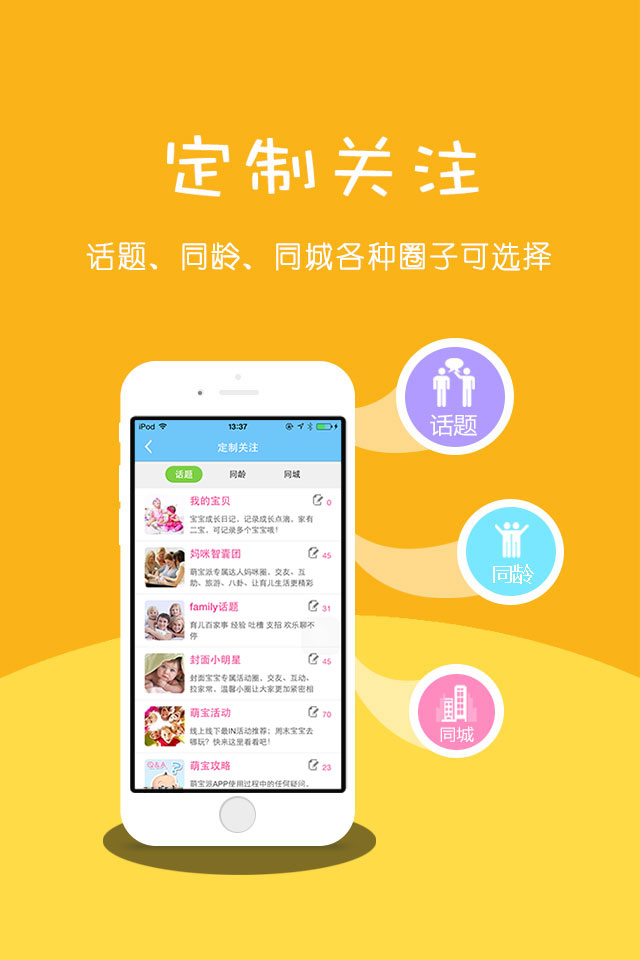 定制关注
话题、同龄、同城各种圈子可选择
iPod
13:37
定制关注
话题
同龄
同城
我的宝贝
0
宝宝成长日记，记录成长点滴，家有
二宝，可记录多个宝宝哦！
妈咪智囊团
45
萌宝派专属达人妈咪圈，交友、互
助、旅游、八卦、让育儿生活更精彩
family话题
31
育儿百家事 经验 吐槽 支招 欢乐聊不
停
封面小明星
45
封面宝宝专属活动圈，交友、互动、
拉家常，温馨小圈让大家更加紧密相
萌宝活动
70
线上线下最IN活动推荐；周末宝宝去
哪玩？快来这里看看吧！
Q&A
?
萌宝攻略
23
萌宝派APP使用过程中的任何疑问，
话题
同龄
同城